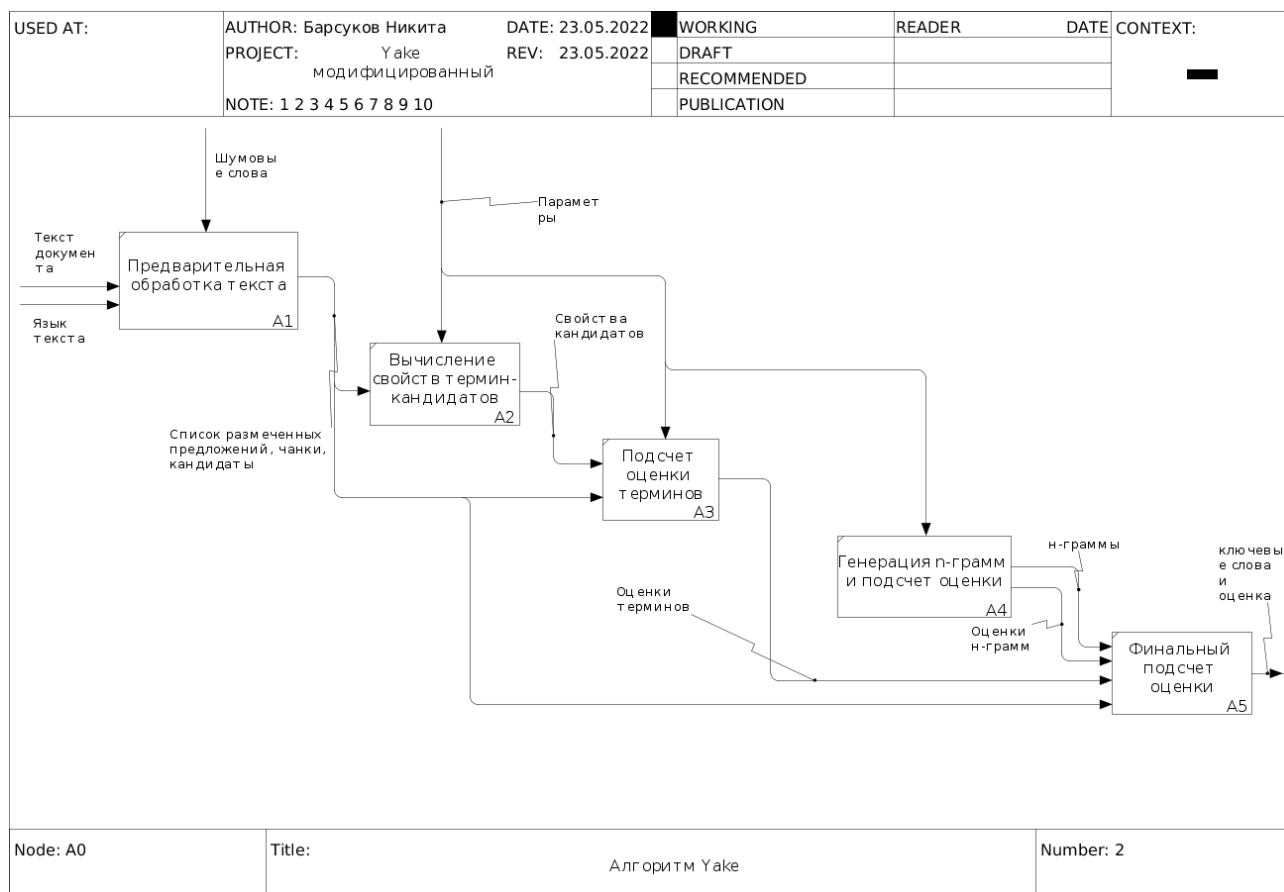 USED AT:
AUTHOR: Барсуков Никита
DATE: 23.05.2022
PROJECT: Yake
модифицированный
REV: 23.05.2022
NOTE: 1 2 3 4 5 6 7 8 9 10
WORKING
DRAFT
RECOMMENDED
PUBLICATION
READER
DATE
CONTEXT:
Шумовы
е слова
Парамет
ры
Текст
докумен
та
Язык
текста
Предварительная
обработка текста
A1
Свойства
кандидатов
Вычисление
свойств термин-
кандидатов
A2
Список размеченных
предложений, чанки,
кандидаты
Подсчет
оценки
терминов
A3
Генерация n-грамм
и подсчет оценки
A4
н-граммы
ключевы
е слова
и
оценка
Оценки
терминов
Оценки
н-грамм
Финальный
подсчет
оценки
A5
Node: A0
Title:
Алгоритм Yake
Number: 2